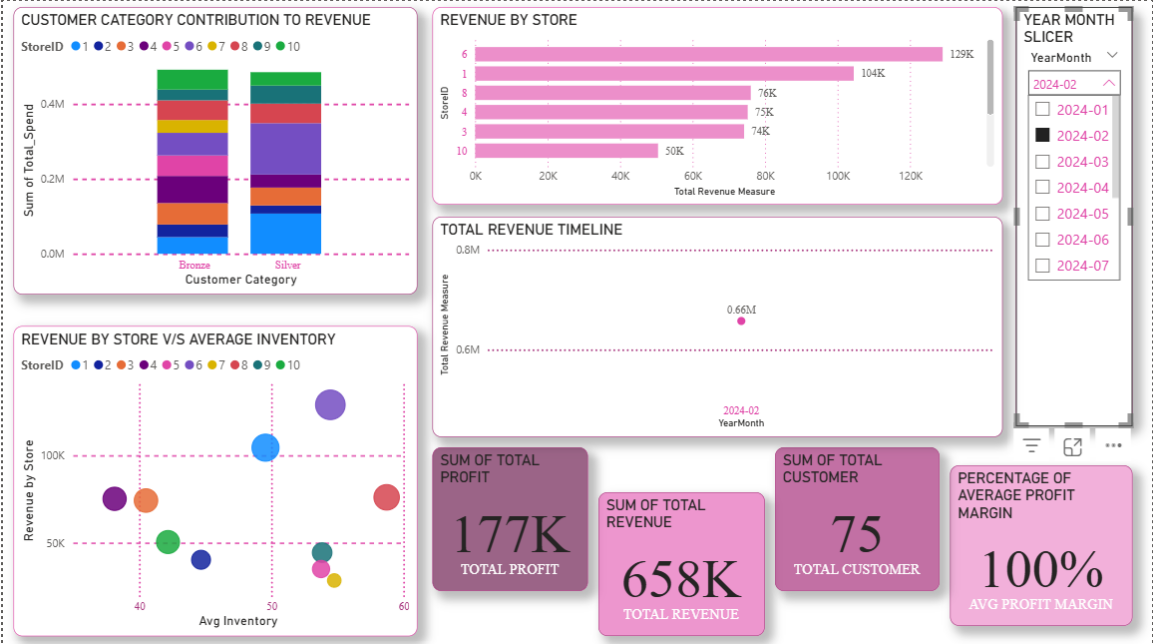 CUSTOMER CATEGORY CONTRIBUTION TO REVENUE
StoreID 1 2 3 4 5 6 7 8 9 10
Sum of Total_Spend
0.4M
0.2M
0.0M
Bronze Silver
Customer Category
REVENUE BY STORE
StoreID
6 129K
1 104K
8 76K
4 75K
3 74K
10 50K
0K 20K 40K 60K 80K 100K 120K
Total Revenue Measure
YEAR MONTH
SLICER
YearMonth
2024-02
2024-01
2024-02
2024-03
2024-04
2024-05
2024-06
2024-07
TOTAL REVENUE TIMELINE
Total Revenue Measure
0.8M
0.66M
0.6M
2024-02
YearMonth
REVENUE BY STORE V/S AVERAGE INVENTORY
StoreID 1 2 3 4 5 6 7 8 9 10
Revenue by Store
100K
50K
40 50 60
Avg Inventory
SUM OF TOTAL
PROFIT
177K
TOTAL PROFIT
SUM OF TOTAL
REVENUE
658K
TOTAL REVENUE
SUM OF TOTAL
CUSTOMER
75
TOTAL CUSTOMER
PERCENTAGE OF
AVERAGE PROFIT
MARGIN
100%
AVG PROFIT MARGIN